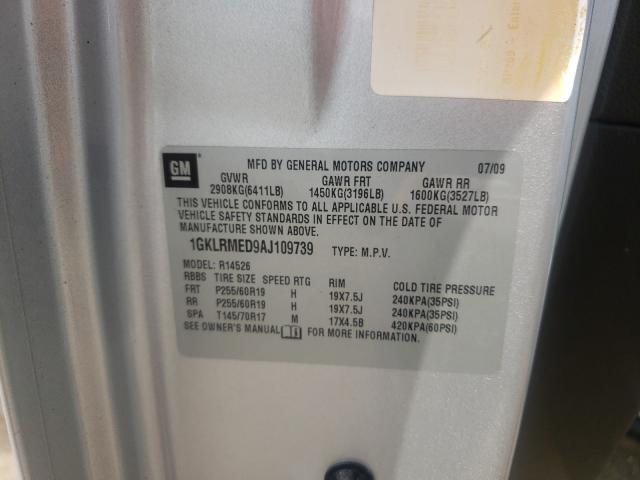 GM
MFD BY GENERAL MOTORS COMPANY 07/09
GVWR GAWR FRT GAWR RR
2908KG(6411LB) 1450KG(3196LB) 1600KG(3527LB)
THIS VEHICLE CONFORMS TO ALL APPLICABLE U.S. FEDERAL MOTOR
VEHICLE SAFETY STANDARDS IN EFFECT ON THE DATE OF
MANUFACTURE SHOWN ABOVE.
1GKLRMED9AJ109739 TYPE: M.P.V.
MODEL: R14526
RBBS TIRE SIZE SPEED RTG RIM COLD TIRE PRESSURE
FRT P255/60R19 H 19X7.5J 240KPA(35PSI)
RR P255/60R19 H 19X7.5J 240KPA(35PSI)
SPA T145/70R17 M 17X4.5B 420KPA(60PSI)
SEE OWNER'S MANUAL FOR MORE INFORMATION.